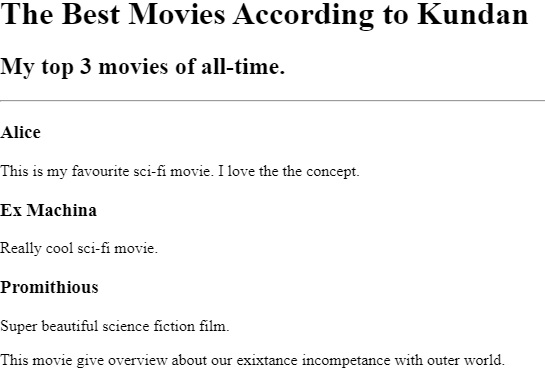 The Best Movies According to Kundan
My top 3 movies of all-time.
Alice
This is my favourite sci-fi movie. I love the the concept.
Ex Machina
Really cool sci-fi movie.
Promithious
Super beautiful science fiction film.
This movie give overview about our exixtance incompetance with outer world.